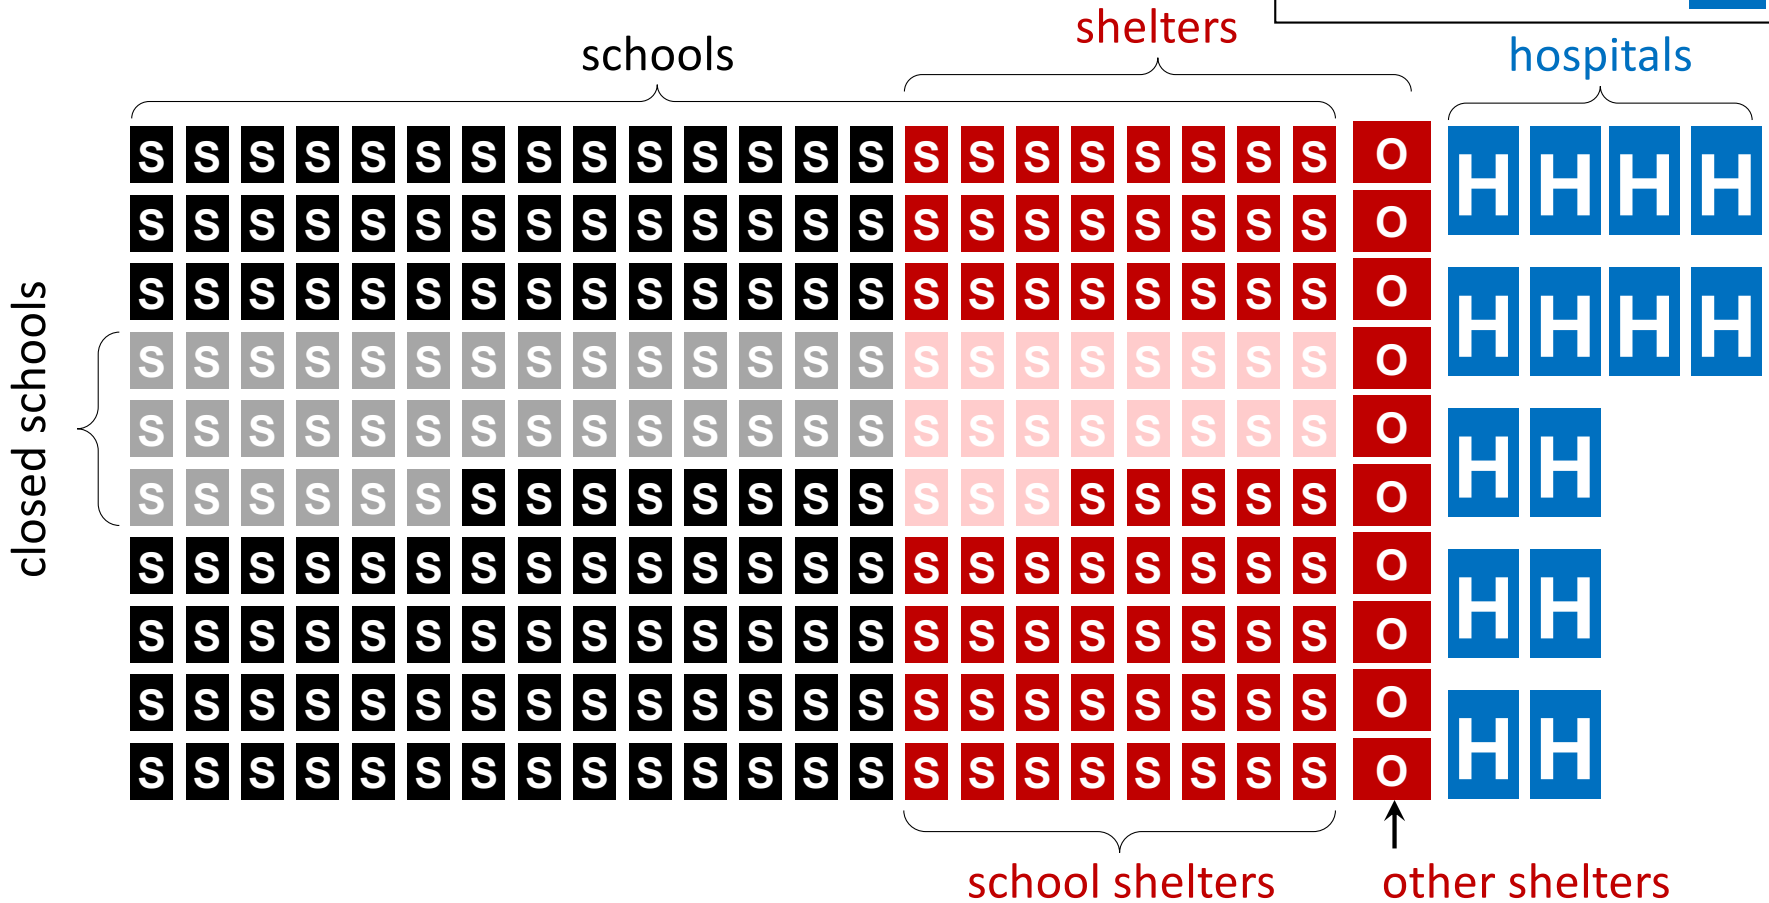 shelters
schools
hospitals
S S S S S S S S S S S S S S S S S S S S S S O H H H H
S S S S S S S S S S S S S S S S S S S S S S O
S S S S S S S S S S S S S S S S S S S S S S O H H H H
closed schools
S S S S S S S S S S S S S S S S S S S S S S O
S S S S S S S S S S S S S S S S S S S S S S O H H
S S S S S S S S S S S S S S S S S S S S S S O
S S S S S S S S S S S S S S S S S S S S S S O H H
S S S S S S S S S S S S S S S S S S S S S S O
S S S S S S S S S S S S S S S S S S S S S S O H H
S S S S S S S S S S S S S S S S S S S S S S O
school shelters
other shelters